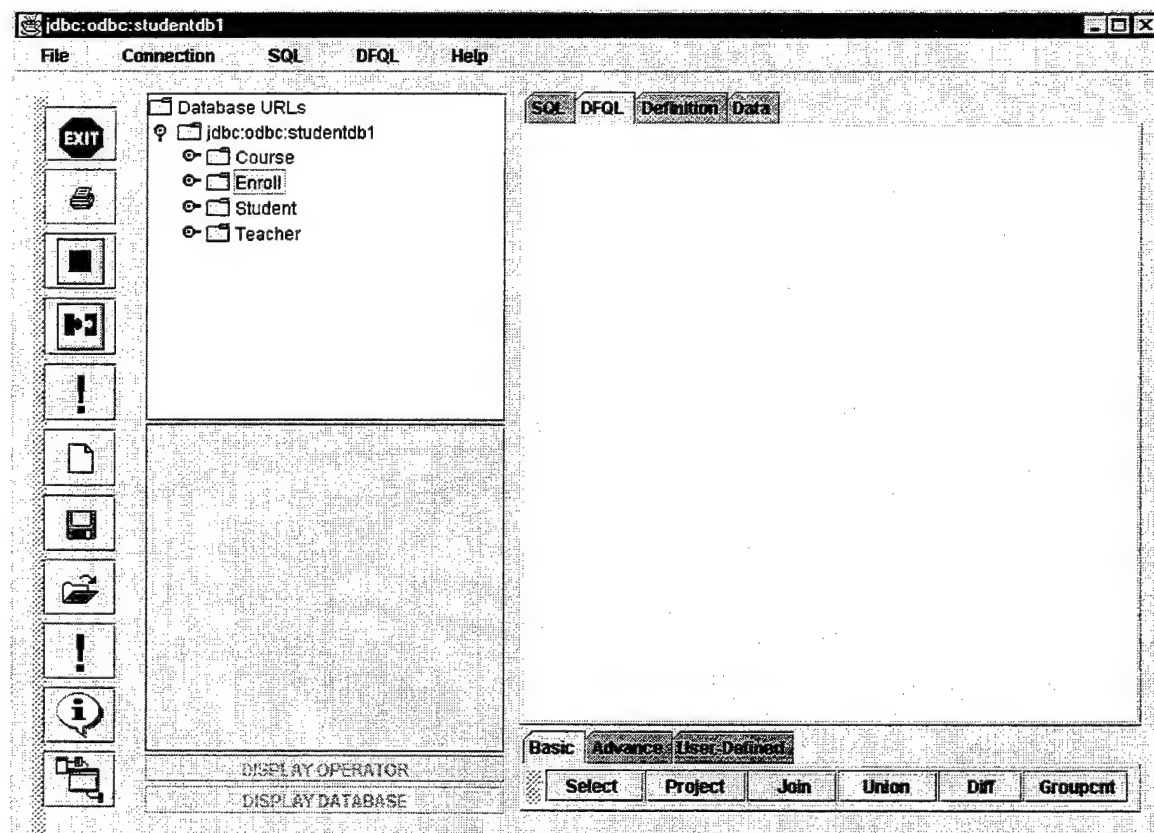 jdbc:odbc:studentdb1
File Connection SQL DFQL Help
EXIT
Database URLs
jdbc:odbc:studentdb1
Course
Enroll
Student
Teacher
SQL DFQL Definition Data
DISPLAY OPERATOR
DISPLAY DATABASE
Basic Advance User-Defined
Select Project Join Union Diff Groupcnt